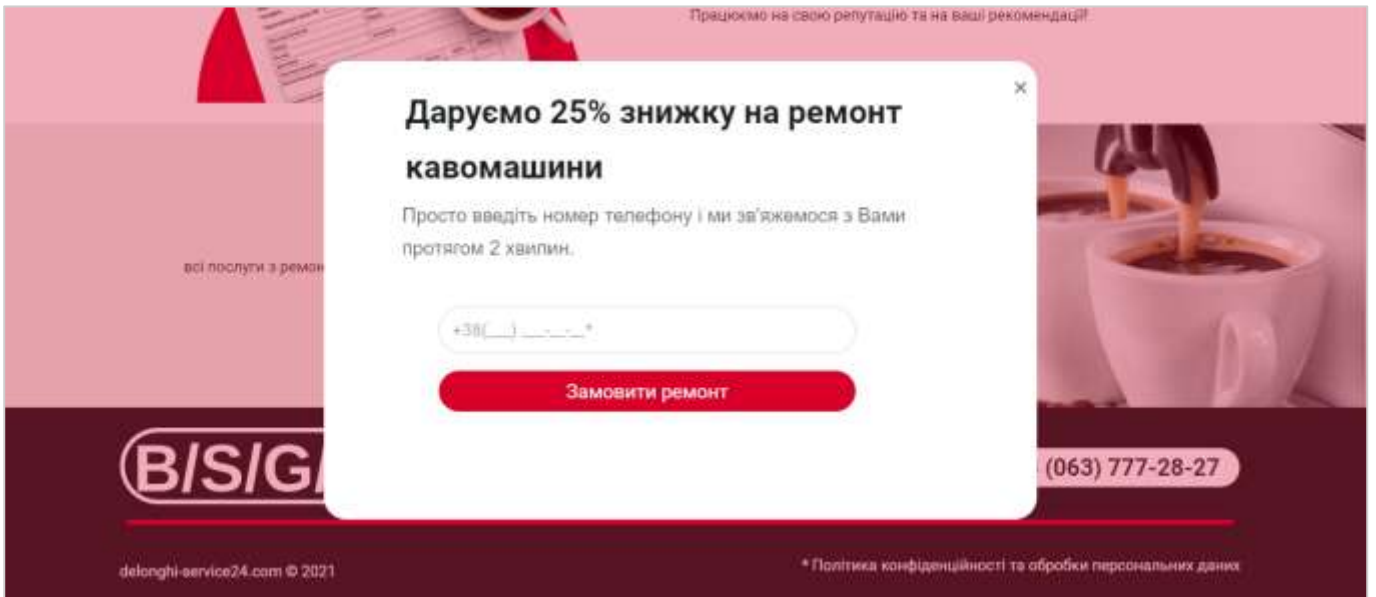 Працюємо на свою репутацію та на ваші рекомендації!
Даруємо 25% знижку на ремонт
кавомашини
×
Просто введіть номер телефону і ми зв'яжемося з Вами
протягом 2 хвилин.
всі послуги з ремон
+38(___) ___-__-__*
Замовити ремонт
B/S/G/
(063) 777-28-27
delonghi-service24.com © 2021
* Політика конфіденційності та обробки персональних даних